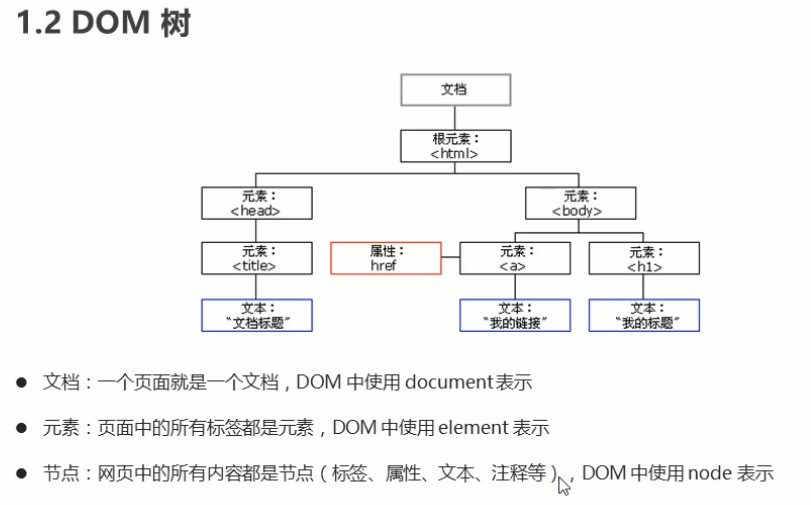 1.2 DOM 树
文档
根元素：
<html>
元素：
<head>
元素：
<body>
元素：
<title>
属性：
href
元素：
<a>
元素：
<h1>
文本：
“文档标题”
文本：
“我的链接”
文本：
“我的标题”
● 文档：一个页面就是一个文档，DOM 中使用 document 表示
● 元素：页面中的所有标签都是元素，DOM 中使用 element 表示
● 节点：网页中的所有内容都是节点（标签、属性、文本、注释等），DOM 中使用 node 表示